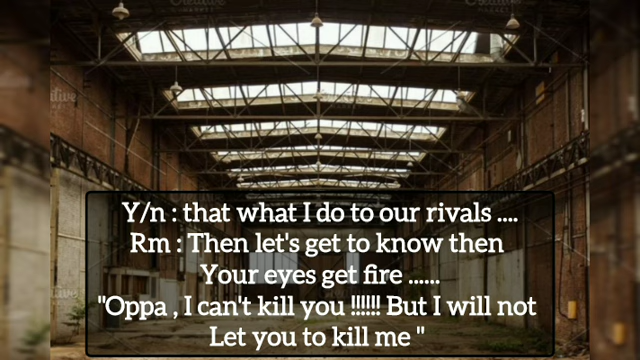 Y/n : that what I do to our rivals ....
Rm : Then let's get to know then
Your eyes get fire ......
"Oppa , I can't kill you !!!!!! But I will not
Let you to kill me "